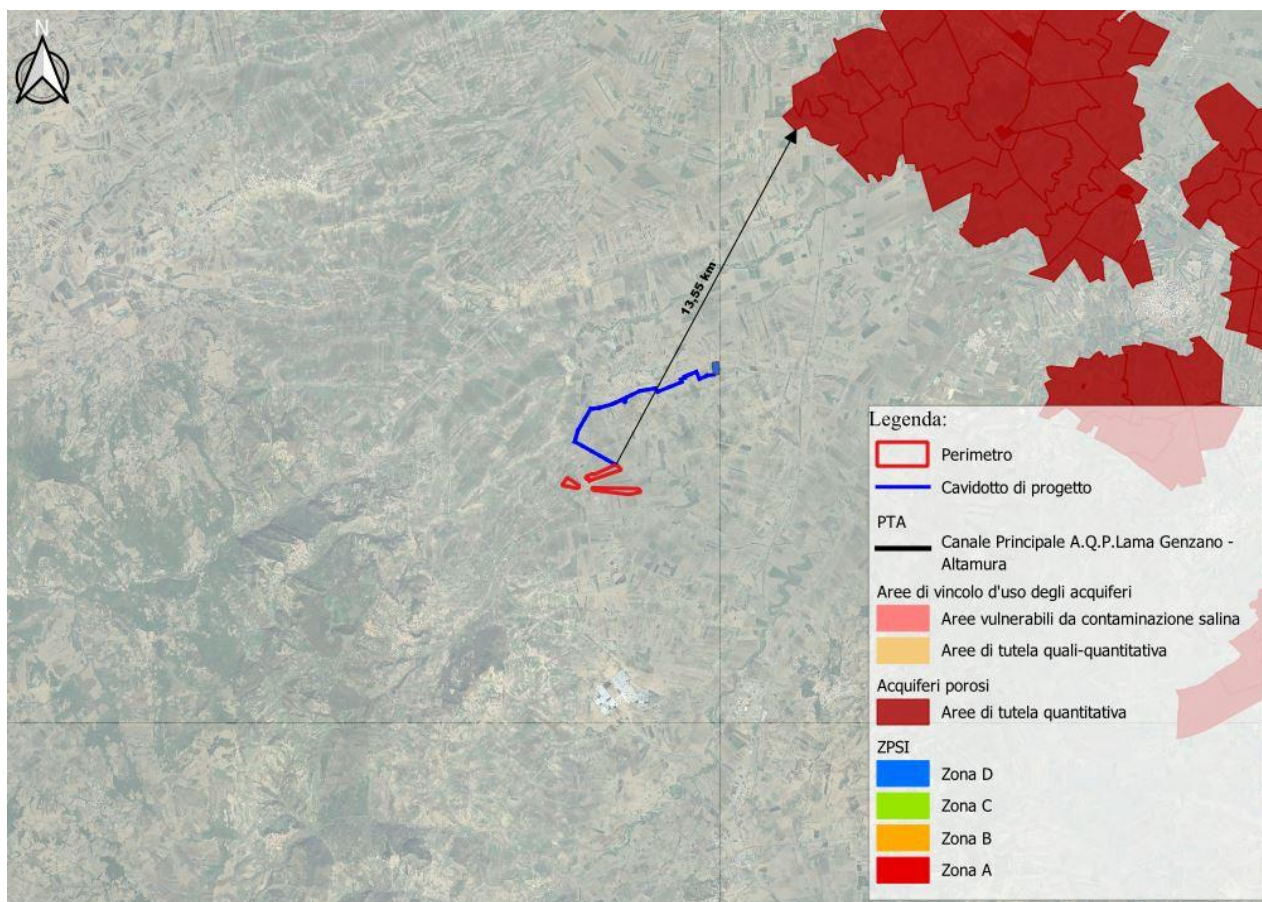 N
13,55 km
Legenda:
Perimetro
Cavidotto di progetto
PTA
Canale Principale A.Q.P.Lama Genzano -
Altamura
Aree di vincolo d'uso degli acquiferi
Aree vulnerabili da contaminazione salina
Aree di tutela quali-quantitativa
Acquiferi porosi
Aree di tutela quantitativa
ZPSI
Zona D
Zona C
Zona B
Zona A